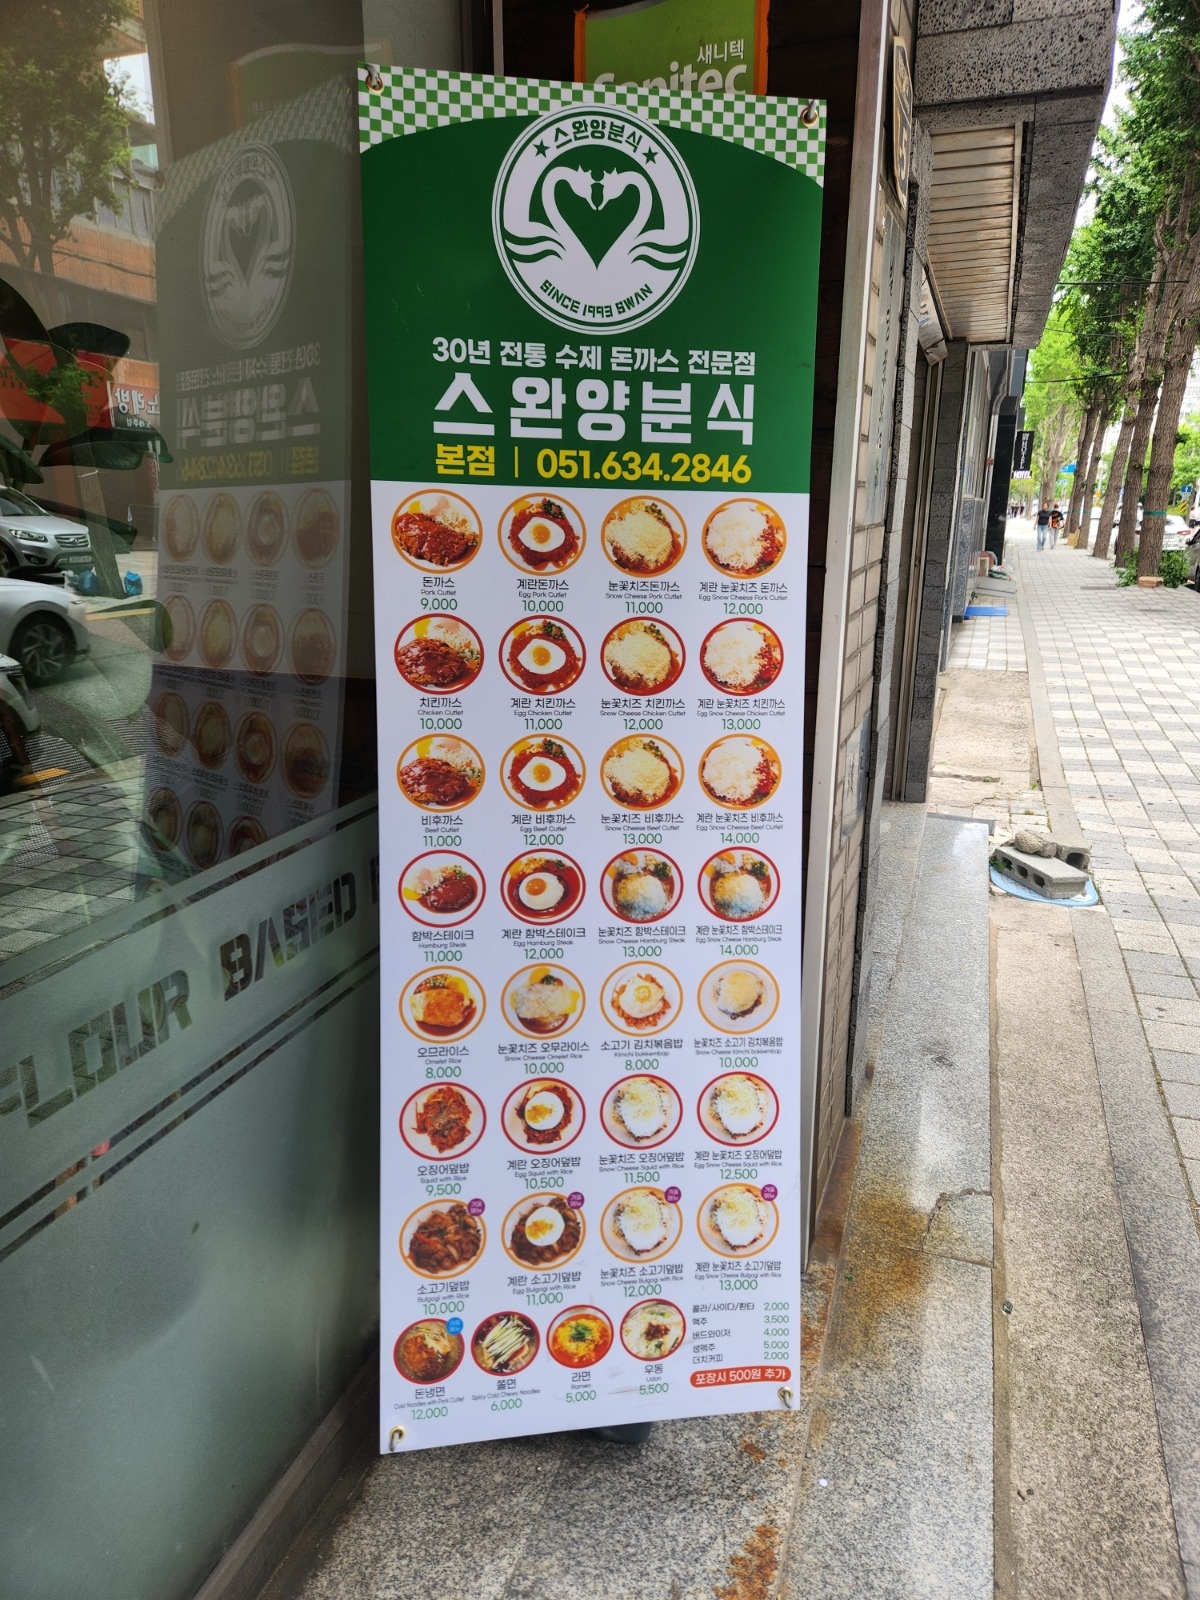 새니텍
Sanitec
스완양분식
SINCE 1993 SWAN
30년 전통 수제 돈까스 전문점
스완양분식
본점 | 051.634.2846
돈까스 계란돈까스 눈꽃치즈돈까스 계란 눈꽃치즈 돈까스
Pork Cutlet Egg Pork Cutlet Snow Cheese Pork Cutlet Egg Snow Cheese Pork Cutlet
9,000 10,000 11,000 12,000
치킨까스 계란 치킨까스 눈꽃치즈 치킨까스 계란 눈꽃치즈 치킨까스
Chicken Cutlet Egg Chicken Cutlet Snow Cheese Chicken Cutlet Egg Snow Cheese Chicken Cutlet
10,000 11,000 12,000 13,000
비후까스 계란 비후까스 눈꽃치즈 비후까스 계란 눈꽃치즈 비후까스
Beef Cutlet Egg Beef Cutlet Snow Cheese Beef Cutlet Egg Snow Cheese Beef Cutlet
11,000 12,000 13,000 14,000
함박스테이크 계란 함박스테이크 눈꽃치즈 함박스테이크 계란 눈꽃치즈 함박스테이크
Hamburg Steak Egg Hamburg Steak Snow Cheese Hamburg Steak Egg Snow Cheese Hamburg Steak
11,000 12,000 13,000 14,000
오므라이스 눈꽃치즈 오무라이스 소고기 김치볶음밥 눈꽃치즈 소고기 김치볶음밥
Omelet Rice Snow Cheese Omelet Rice Kimchi bokkembap Snow Cheese Kimchi bokkembap
8,000 10,000 8,000 10,000
오징어덮밥 계란 오징어덮밥 눈꽃치즈 오징어덮밥 계란 눈꽃치즈 오징어덮밥
Squid with Rice Egg Squid with Rice Snow Cheese Squid with Rice Egg Snow Cheese Squid with Rice
9,500 10,500 11,500 12,500
소고기덮밥 계란 소고기덮밥 눈꽃치즈 소고기덮밥 계란 눈꽃치즈 소고기덮밥
Bulgogi with Rice Egg Bulgogi with Rice Snow Cheese Bulgogi with Rice Egg Snow Cheese Bulgogi with Rice
10,000 11,000 12,000 13,000
돈냉면 쫄면 라면 우동
Cold Noodles with Pork Cutlet Spicy Cold Chewy Noodles Ramen Udon
12,000 6,000 5,000 5,500
콜라/사이다/환타 2,000
맥주 3,500
버드와이저 4,000
생맥주 5,000
더치커피 2,000
포장시 500원 추가
FLOUR BASED
HOTEL